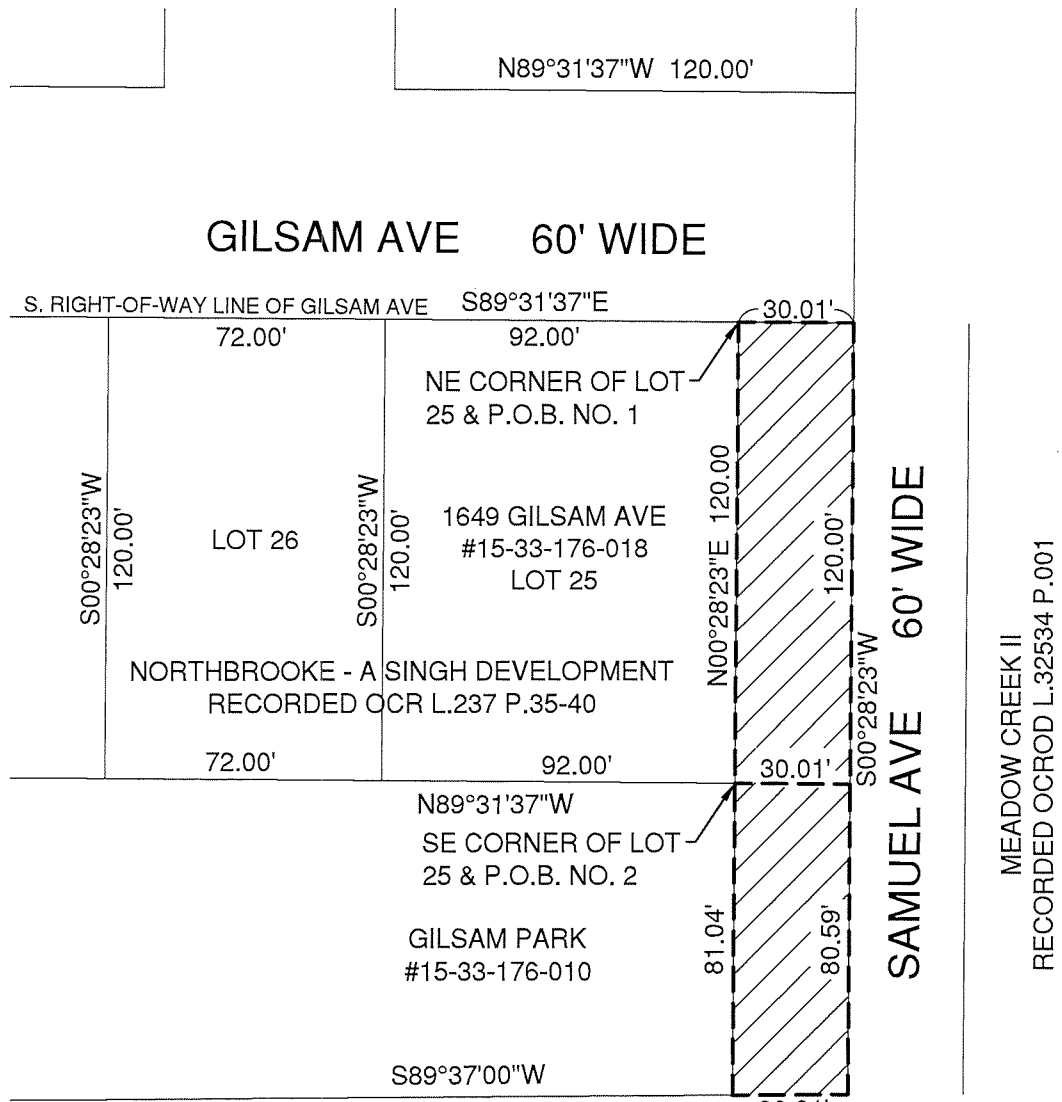 N89°31'37"W 120.00'
GILSAM AVE 60' WIDE
S. RIGHT-OF-WAY LINE OF GILSAM AVE
S89°31'37"E
30.01'
72.00'
92.00'
NE CORNER OF LOT
25 & P.O.B. NO. 1
S00°28'23"W
120.00'
LOT 26
S00°28'23"W
120.00'
1649 GILSAM AVE
#15-33-176-018
LOT 25
N00°28'23"E 120.00
120.00'
S00°28'23"W
SAMUEL AVE 60' WIDE
MEADOW CREEK II
RECORDED OCROD L.32534 P.001
NORTHBROOKE - A SINGH DEVELOPMENT
RECORDED OCR L.237 P.35-40
72.00'
92.00'
30.01'
N89°31'37"W
SE CORNER OF LOT
25 & P.O.B. NO. 2
GILSAM PARK
#15-33-176-010
81.04'
80.59'
S89°37'00"W